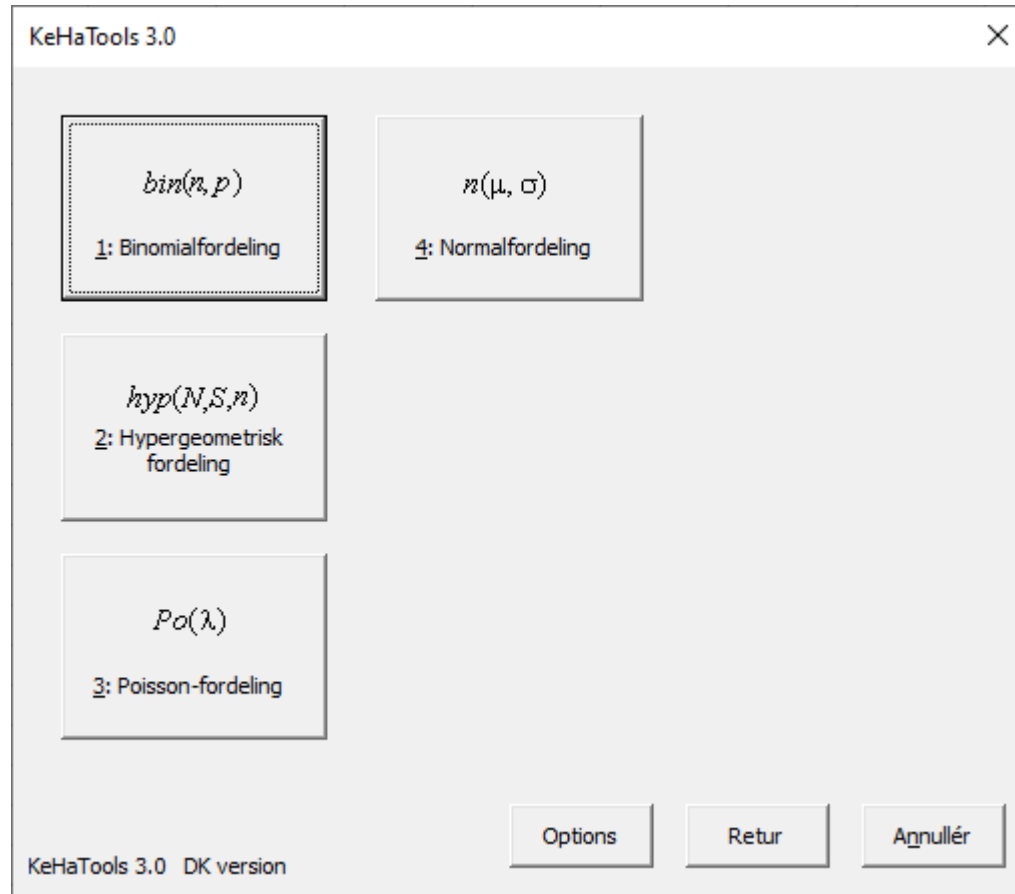 KeHaTools 3.0
bin(n, p)
1: Binomialfordeling
n(μ, σ)
4: Normalfordeling
hyp(N,S,n)
2: Hypergeometrisk
fordeling
Po(λ)
3: Poisson-fordeling
Options
Retur
Annullér
KeHaTools 3.0 DK version